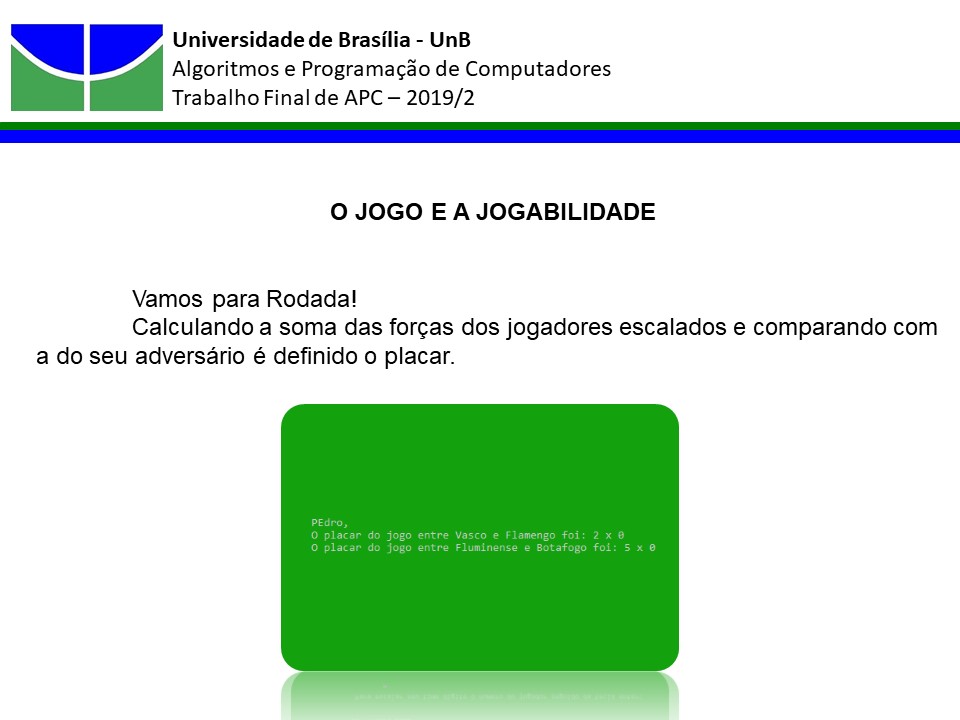 Universidade de Brasília - UnB
Algoritmos e Programação de Computadores
Trabalho Final de APC – 2019/2
O JOGO E A JOGABILIDADE
Vamos para Rodada!
Calculando a soma das forças dos jogadores escalados e comparando com
a do seu adversário é definido o placar.
PEdro,
O placar do jogo entre Vasco e Flamengo foi: 2 x 0
O placar do jogo entre Fluminense e Botafogo foi: 5 x 0